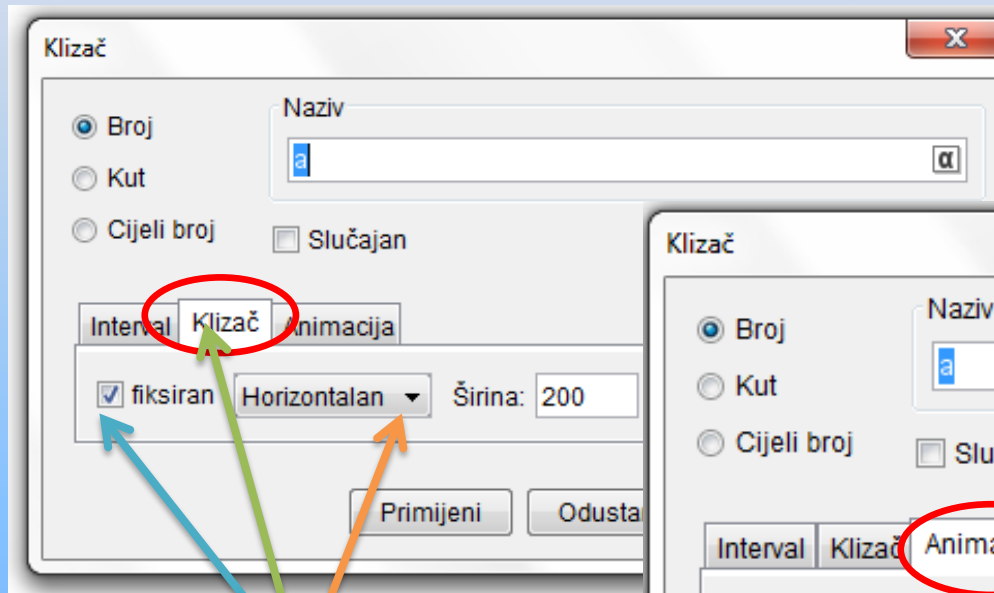 Klizač
Broj
Kut
Cijeli broj
Naziv
a
α
Slučajan
Interval Klizač Animacija
fiksiran Horizontalan Širina: 200
Primijeni
Klizač
Broj
Kut
Cijeli broj
Naziv
a
Interval Klizač